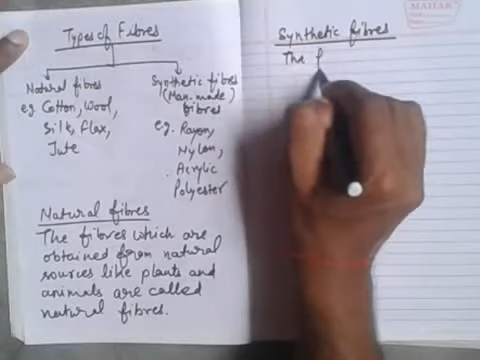 Types of Fibres
Natural fibres
eg Cotton, Wool,
Silk, Flax,
Jute
Synthetic fibres
(Man-made)
fibres
eg. Rayon,
Nylon,
Acrylic
Polyester
Natural fibres
The fibres which are
obtained from natural
sources like plants and
animals are called
natural fibres.
MAHAR
Synthetic fibres
The f